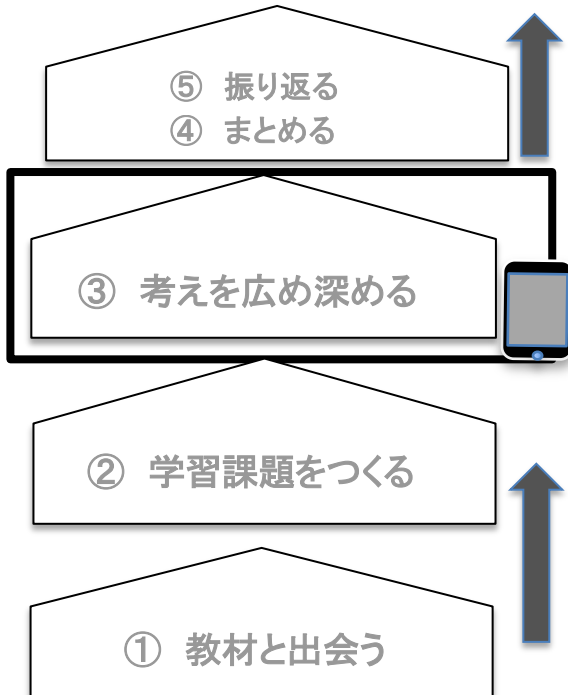 ⑤ 振り返る
④ まとめる
③ 考えを広め深める
② 学習課題をつくる
① 教材と出会う